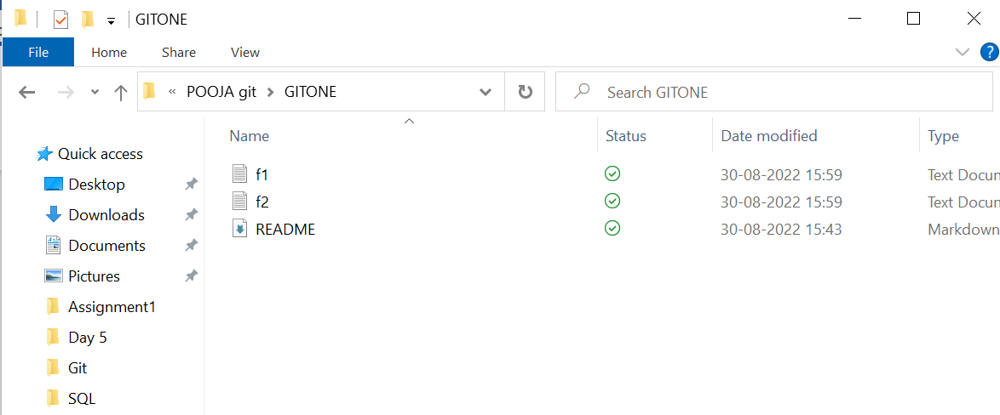 GITONE
File Home Share View ?
« POOJA git > GITONE Search GITONE
Name Status Date modified Type
Quick access
f1 30-08-2022 15:59 Text Docun
Desktop
f2 30-08-2022 15:59 Text Docun
Downloads
README 30-08-2022 15:43 Markdown
Documents
Pictures
Assignment1
Day 5
Git
SQL